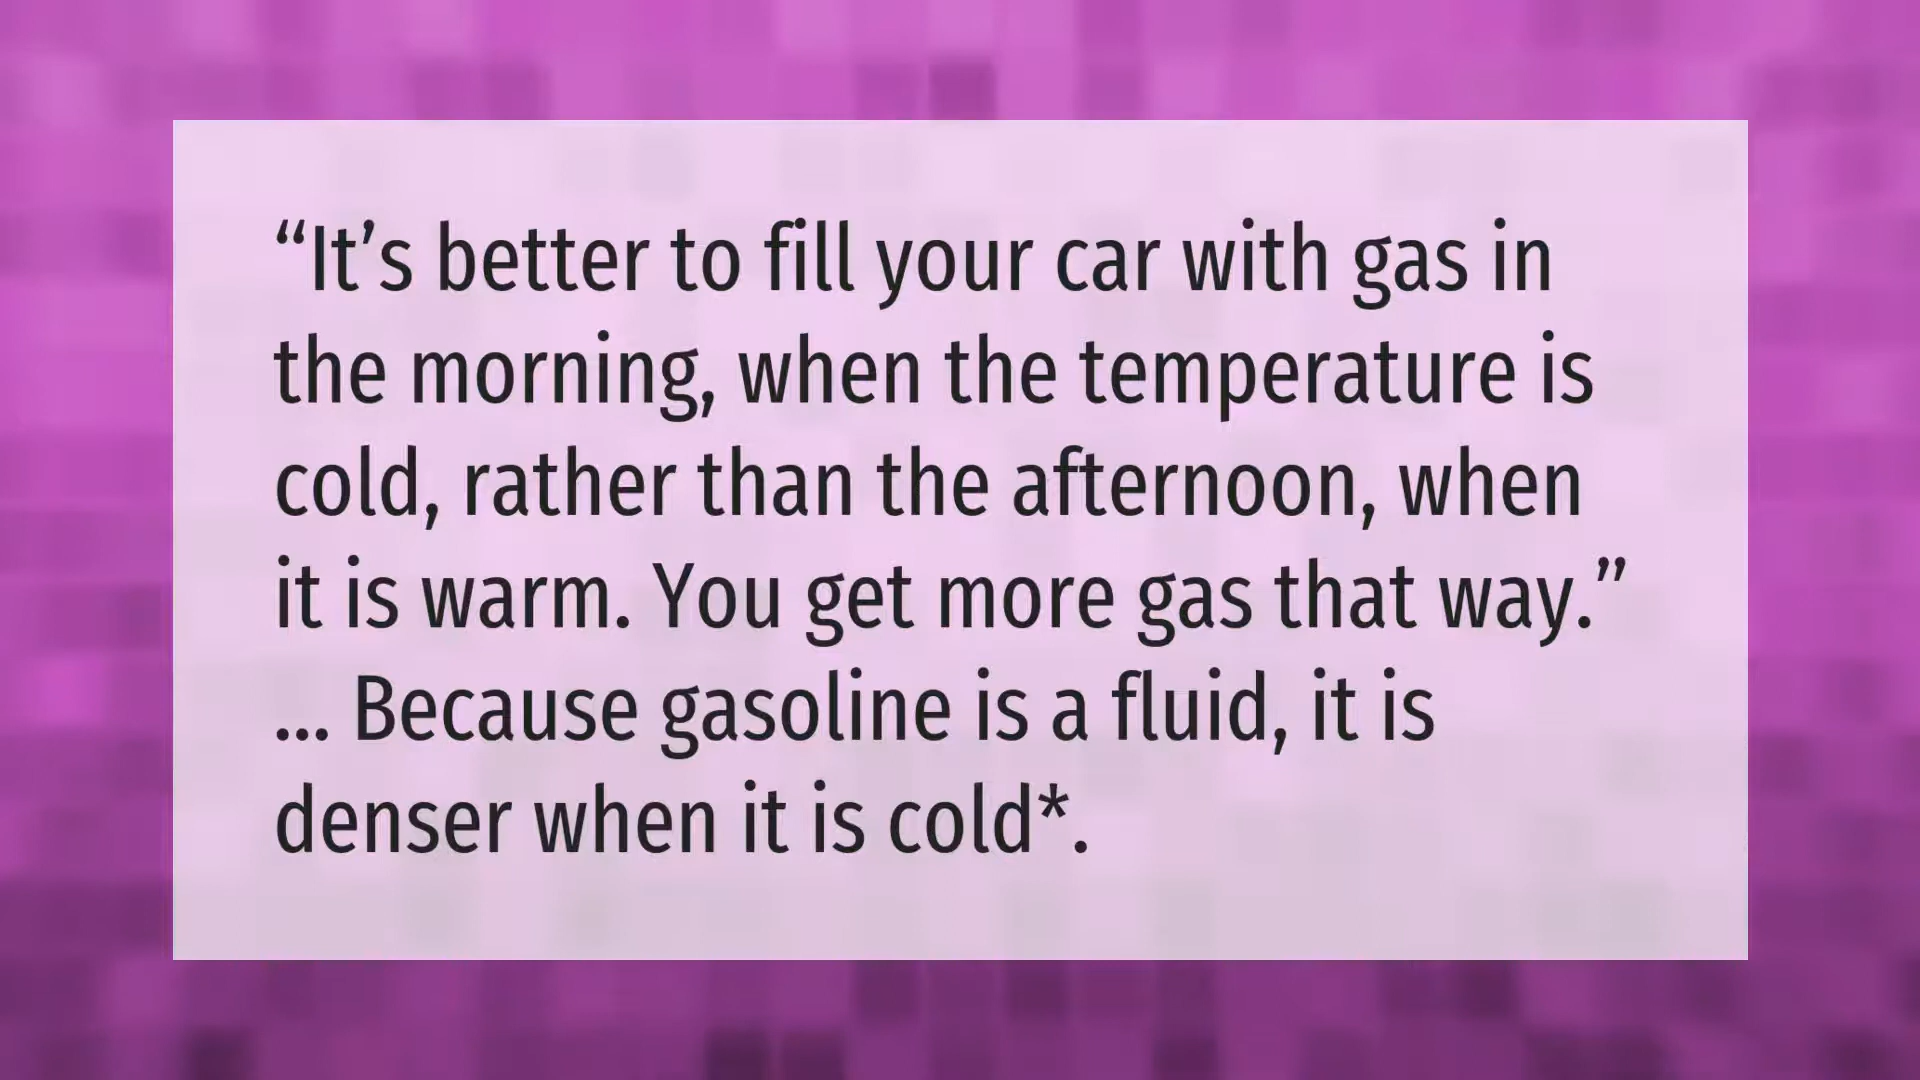 “It’s better to fill your car with gas in
the morning, when the temperature is
cold, rather than the afternoon, when
it is warm. You get more gas that way.”
... Because gasoline is a fluid, it is
denser when it is cold*.